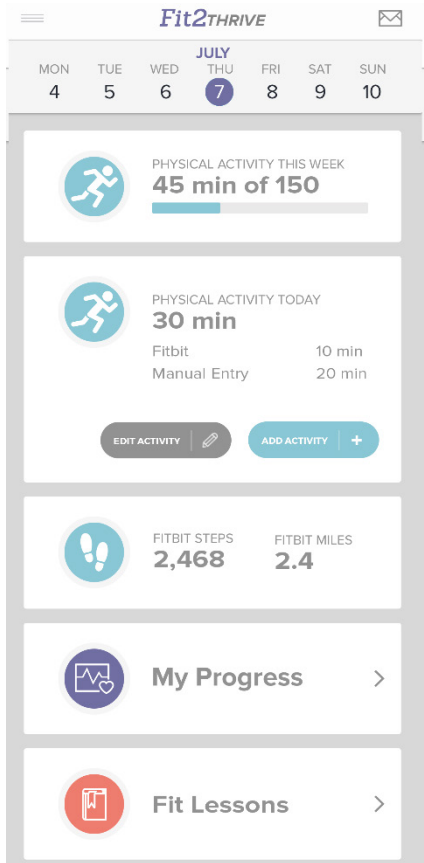 Fit2THRIVE
JULY
MON TUE WED THU FRI SAT SUN
4 5 6 7 8 9 10
PHYSICAL ACTIVITY THIS WEEK
45 min of 150
PHYSICAL ACTIVITY TODAY
30 min
Fitbit 10 min
Manual Entry 20 min
EDIT ACTIVITY ADD ACTIVITY +
FITBIT STEPS FITBIT MILES
2,468 2.4
My Progress >
Fit Lessons >